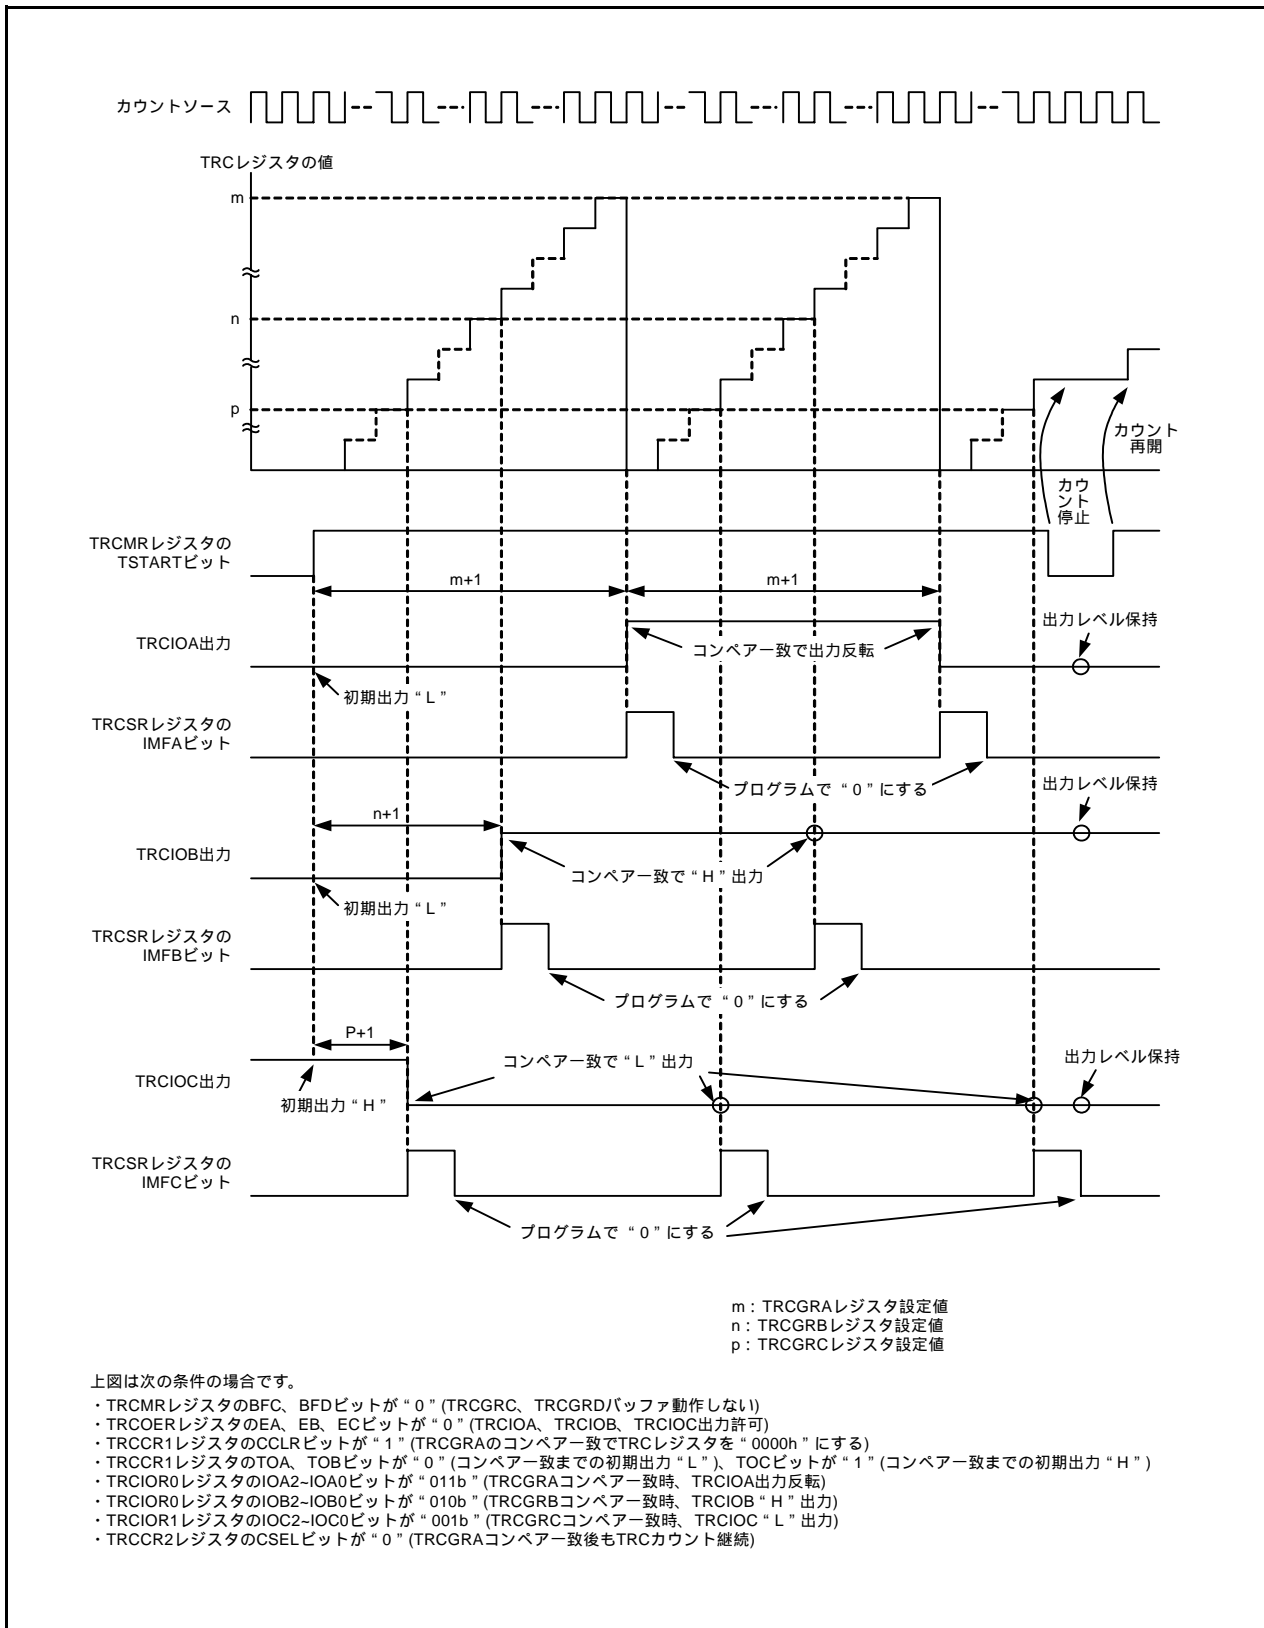 カウントソース
TRCレジスタの値
m
n
p
カウント
再開
カウ
ント
停止
TRCMRレジスタの
TSTARTビット
m+1
m+1
出力レベル保持
TRCIOA出力
コンペア一致で出力反転
初期出力“L”
TRCSRレジスタの
IMFAビット
プログラムで“0”にする
出力レベル保持
n+1
TRCIOB出力
コンペア一致で“H”出力
初期出力“L”
TRCSRレジスタの
IMFBビット
プログラムで“0”にする
P+1
コンペア一致で“L”出力
出力レベル保持
TRCIOC出力
初期出力“H”
TRCSRレジスタの
IMFCビット
プログラムで“0”にする
m:TRCGRAレジスタ設定値
n:TRCGRBレジスタ設定値
p:TRCGRCレジスタ設定値
上図は次の条件の場合です。
・TRCMRレジスタのBFC、BFDビットが“0”(TRCGRC、TRCGRDバッファ動作しない)
・TRCOERレジスタのEA、EB、ECビットが“0”(TRCIOA、TRCIOB、TRCIOC出力許可)
・TRCCR1レジスタのCCLRビットが“1”(TRCGRAのコンペア一致でTRCレジスタを“0000h”にする)
・TRCCR1レジスタのTOA、TOBビットが“0”(コンペア一致までの初期出力“L”)、TOCビットが“1”(コンペア一致までの初期出力“H”)
・TRCIOR0レジスタのIOA2~IOA0ビットが“011b”(TRCGRAコンペア一致時、TRCIOA出力反転)
・TRCIOR0レジスタのIOB2~IOB0ビットが“010b”(TRCGRBコンペア一致時、TRCIOB“H”出力)
・TRCIOR1レジスタのIOC2~IOC0ビットが“001b”(TRCGRCコンペア一致時、TRCIOC“L”出力)
・TRCCR2レジスタのCSELビットが“0”(TRCGRAコンペア一致後もTRCカウント継続)